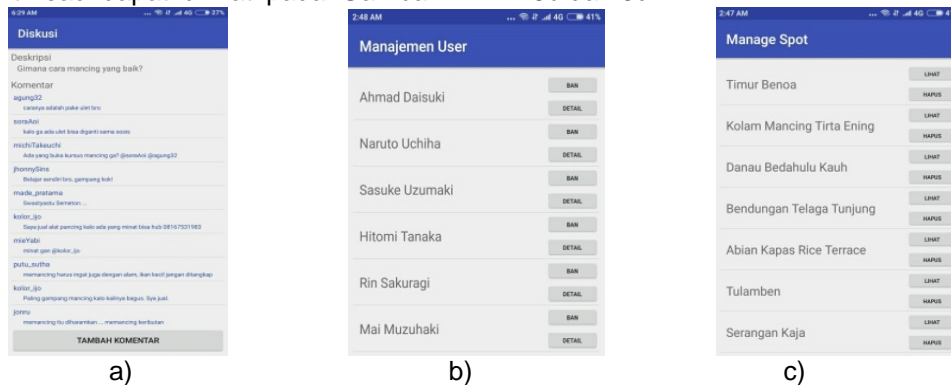 6:29 AM ... 4G 27%
Diskusi
Deskripsi
Gimana cara mancing yang baik?
Komentar
agung32
caranya adalah pake ulet bro
soraAoi
kalo ga ada ulet bisa diganti sama sosis
michiTakeuchi
Ada yang buka kursus mancing ga? @soraAoi @agung32
jhonnySins
Belajar sendiri bro, gampang kok!
made_pratama
Swastyastu Semeton ...
kolor_ijo
Saya jual alat pancing kalo ada yang minat bisa hub 08167531983
mieYabi
minat gan @kolor_ijo
putu_sutha
memancing harus ingat juga dengan alam, ikan kecil jangan ditangkap
kolor_ijo
Paling gampang mancing kalo kailnya bagus. Sya jual.
jonru
memancing itu diharamkan ... memancing keributan
TAMBAH KOMENTAR
a)
2:48 AM ... 4G 41%
Manajemen User
Ahmad Daisuki
BAN
DETAIL
Naruto Uchiha
BAN
DETAIL
Sasuke Uzumaki
BAN
DETAIL
Hitomi Tanaka
BAN
DETAIL
Rin Sakuragi
BAN
DETAIL
Mai Muzuhaki
BAN
DETAIL
b)
2:47 AM ... 4G
Manage Spot
Timur Benoa
LIHAT
HAPUS
Kolam Mancing Tirta Ening
LIHAT
HAPUS
Danau Bedahulu Kauh
LIHAT
HAPUS
Bendungan Telaga Tunjung
LIHAT
HAPUS
Abian Kapas Rice Terrace
LIHAT
HAPUS
Tulamben
LIHAT
HAPUS
Serangan Kaja
LIHAT
HAPUS
c)